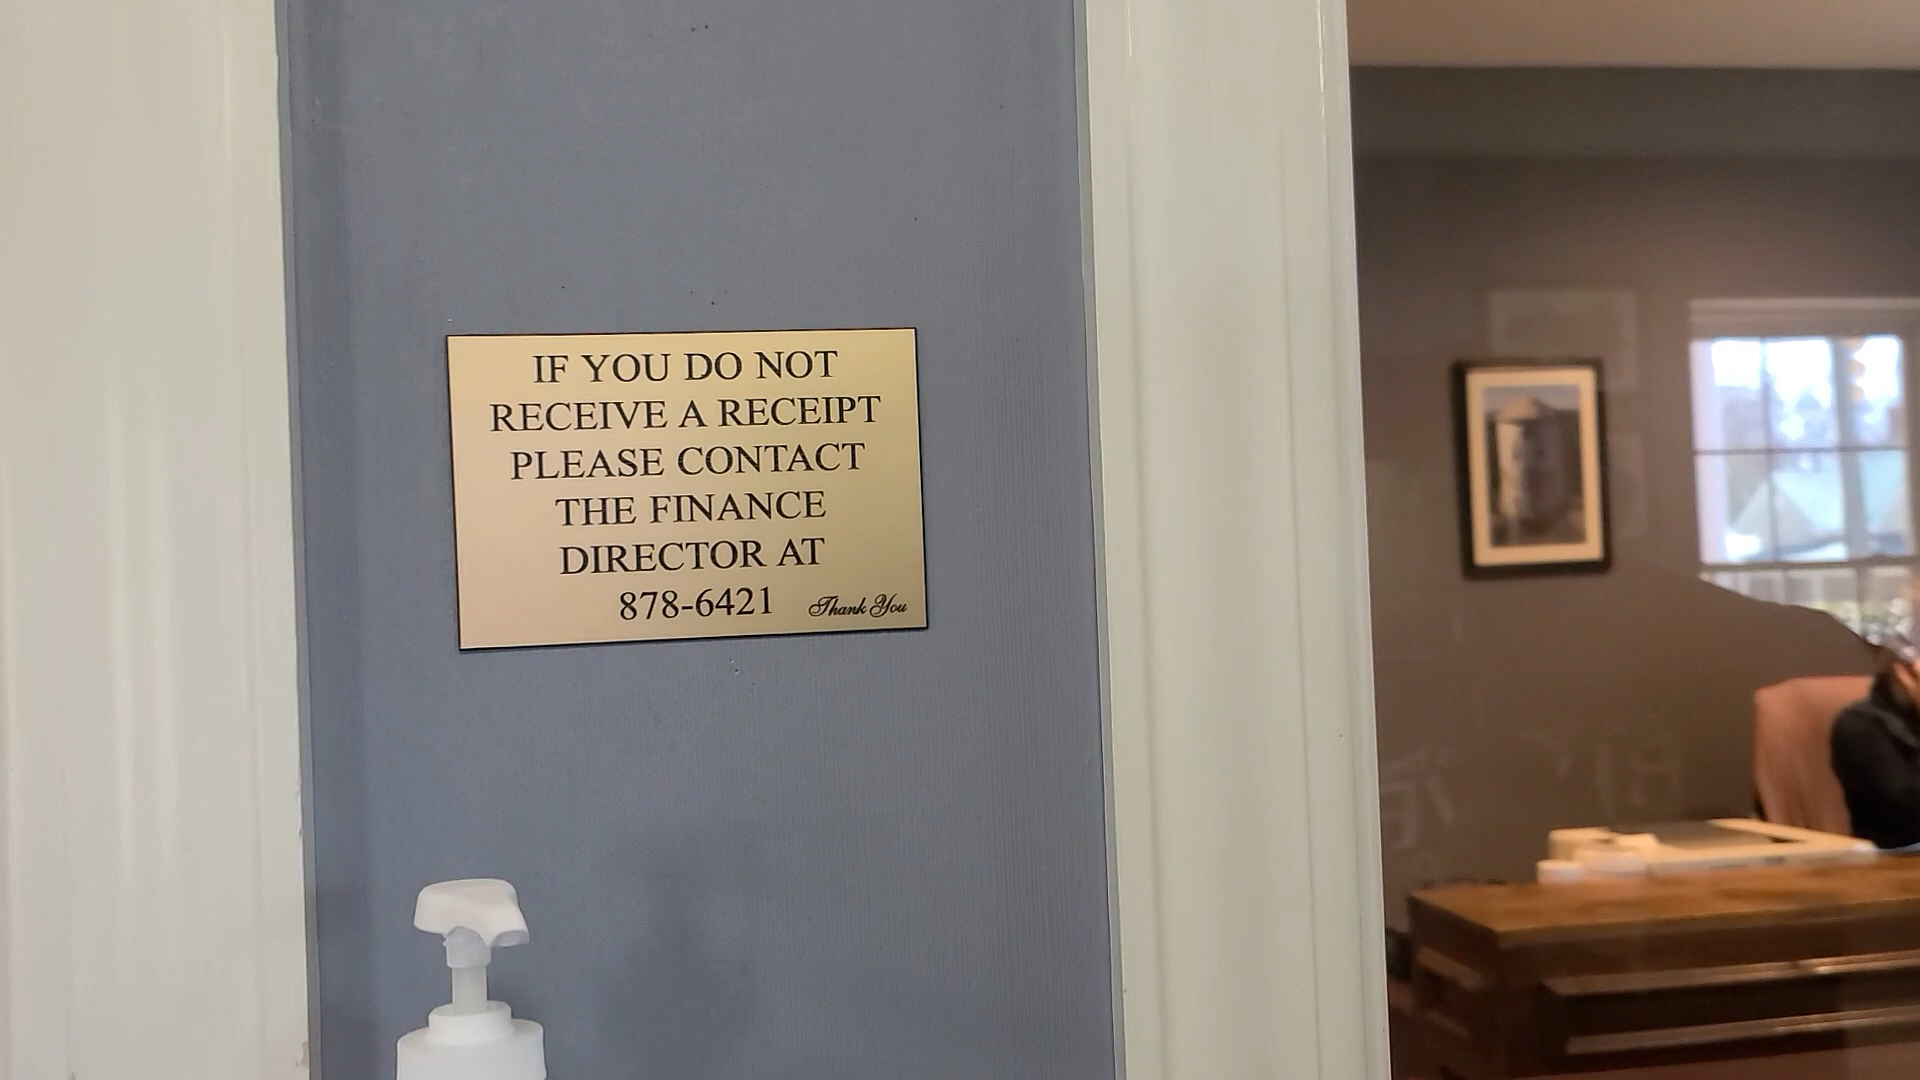 IF YOU DO NOT
RECEIVE A RECEIPT
PLEASE CONTACT
THE FINANCE
DIRECTOR AT
878-6421 Thank You